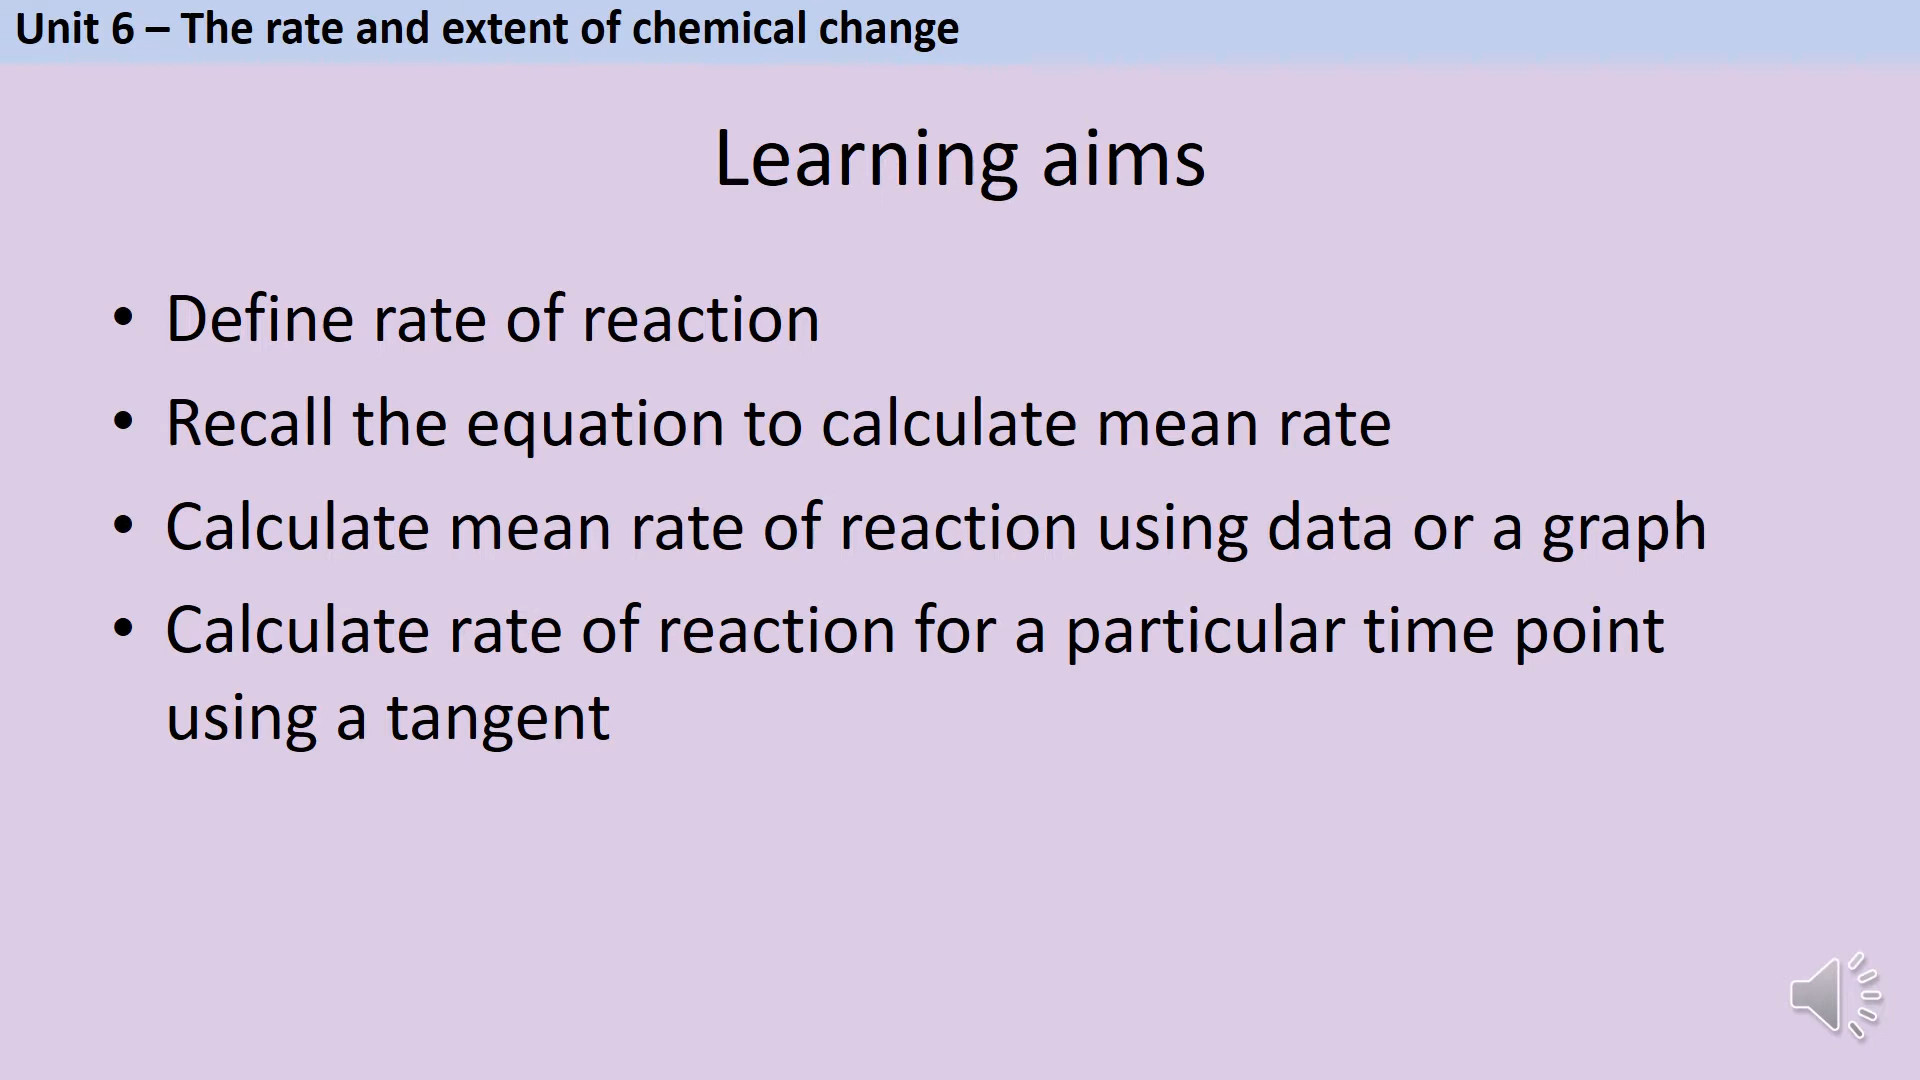 Unit 6 – The rate and extent of chemical change
Learning aims
• Define rate of reaction
• Recall the equation to calculate mean rate
• Calculate mean rate of reaction using data or a graph
• Calculate rate of reaction for a particular time point
using a tangent